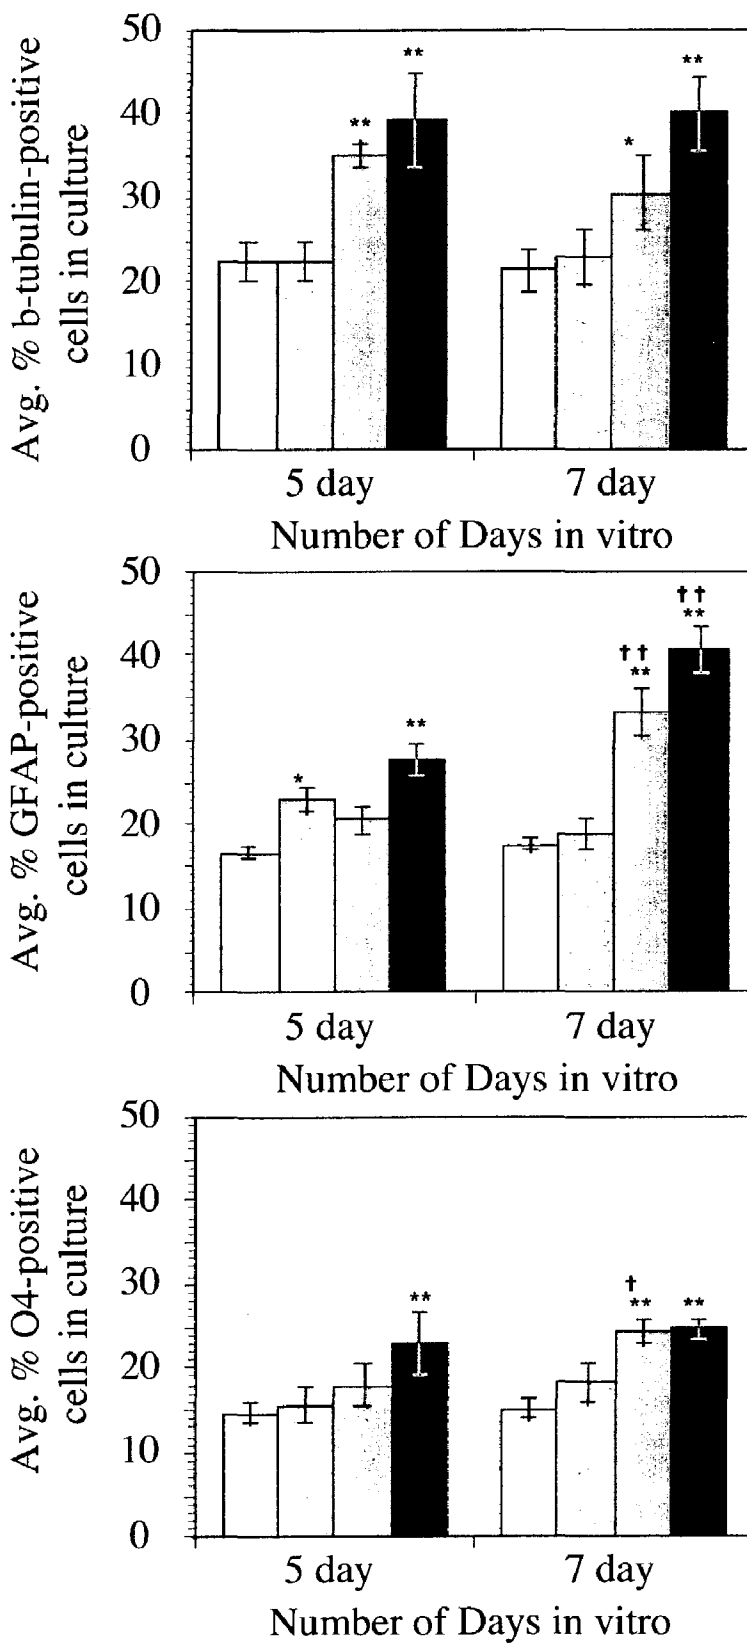 Avg. % b-tubulin-positive
cells in culture
50
40
30
20
10
0
**
**
*
**
5 day 7 day
Number of Days in vitro
Avg. % GFAP-positive
cells in culture
50
40
30
20
10
0
*
**
††
**
††
**
5 day 7 day
Number of Days in vitro
Avg. % O4-positive
cells in culture
50
40
30
20
10
0
**
†
**
**
5 day 7 day
Number of Days in vitro